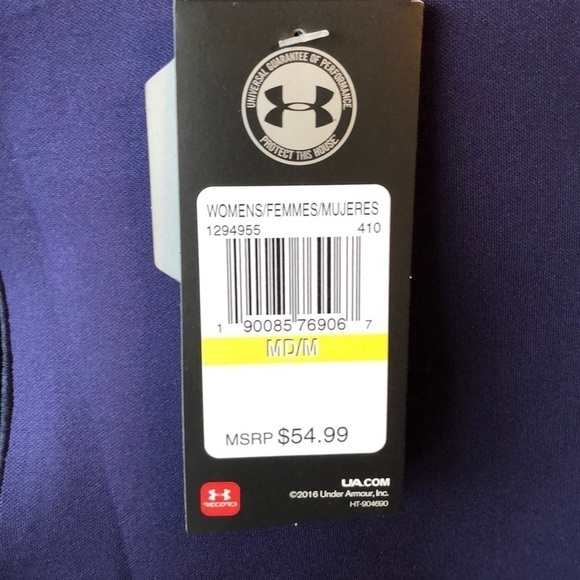 UNIVERSAL GUARANTEE OF PERFORMANCE
PROTECT THIS HOUSE
WOMENS/FEMMES/MUJERES
1294955 410
1 90085 76906 7
MD/M
MSRP $54.99
UA.COM
©2016 Under Armour, Inc.
HT-904690